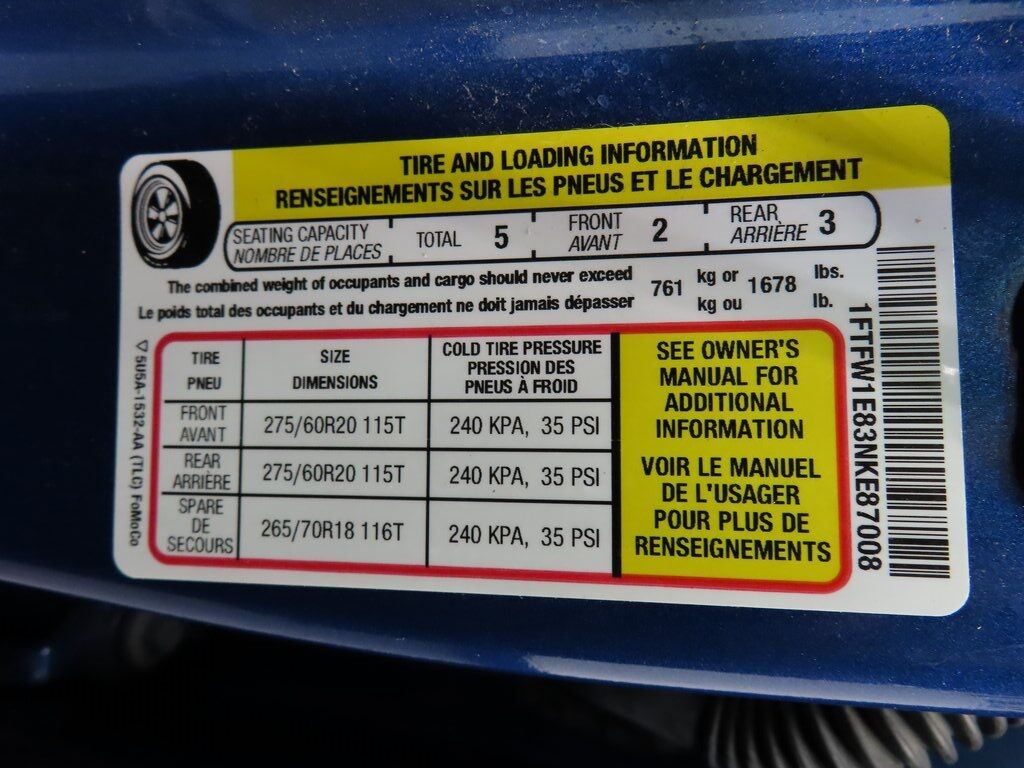 TIRE AND LOADING INFORMATION
RENSEIGNEMENTS SUR LES PNEUS ET LE CHARGEMENT
SEATING CAPACITY
NOMBRE DE PLACES
TOTAL 5
FRONT
AVANT
2
REAR
ARRIÈRE
3
The combined weight of occupants and cargo should never exceed
Le poids total des occupants et du chargement ne doit jamais dépasser
761
kg or
kg ou
1678
lbs.
lb.
TIRE
PNEU
SIZE
DIMENSIONS
COLD TIRE PRESSURE
PRESSION DES
PNEUS À FROID
FRONT
AVANT
275/60R20 115T
240 KPA, 35 PSI
REAR
ARRIÈRE
275/60R20 115T
240 KPA, 35 PSI
SPARE
DE
SECOURS
265/70R18 116T
240 KPA, 35 PSI
SEE OWNER'S
MANUAL FOR
ADDITIONAL
INFORMATION
VOIR LE MANUEL
DE L'USAGER
POUR PLUS DE
RENSEIGNEMENTS
5U5A-1532-AA (TLC) FoMoCo
1FTFW1E83NKE87008